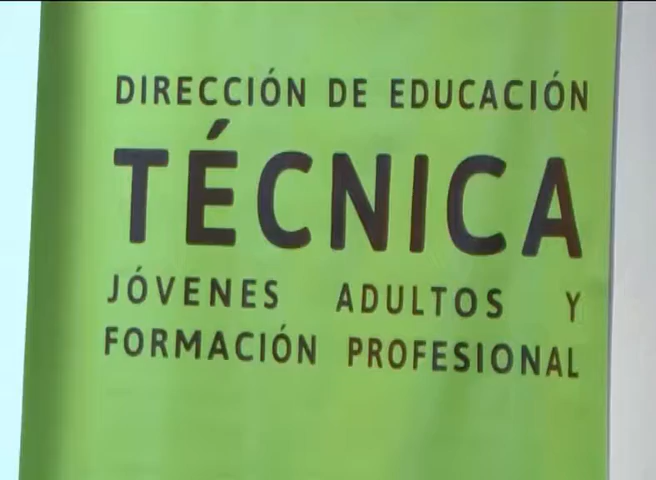 DIRECCIÓN DE EDUCACIÓN
TÉCNICA
JÓVENES ADULTOS Y
FORMACIÓN PROFESIONAL